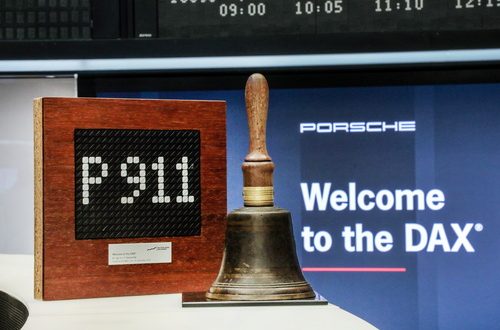 09:00 10:05 11:10
PORSCHE
P 911
Welcome
to the DAX®